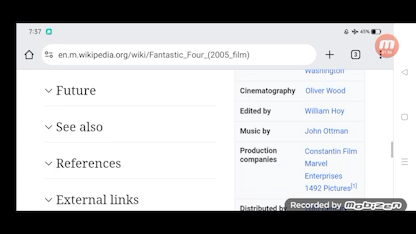 7:37
45%
en.m.wikipedia.org/wiki/Fantastic_Four_(2005_film)
3
Future
See also
References
External links
Washington
Cinematography Oliver Wood
Edited by William Hoy
Music by John Ottman
Production companies Constantin Film
Marvel
Enterprises
1492 Pictures[1]
Distributed by
Recorded by Mobizen